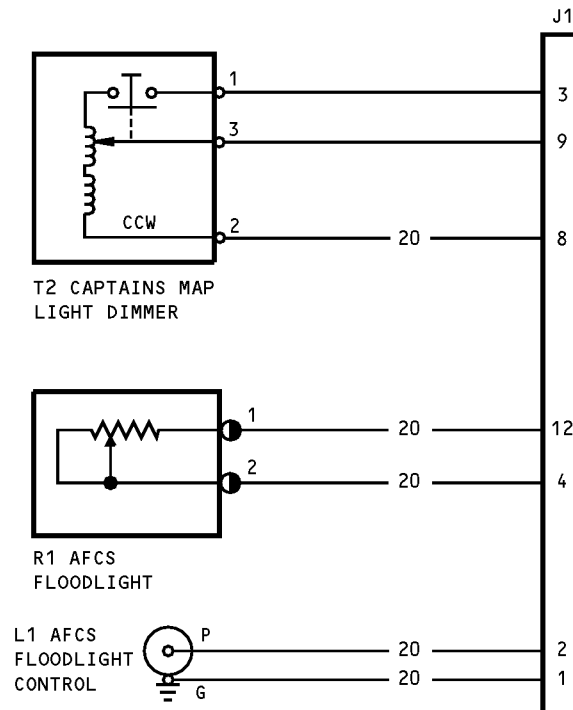 J1
1
3
3
9
CCW
2
20
8
T2 CAPTAINS MAP
LIGHT DIMMER
1
20
12
2
20
4
R1 AFCS
FLOODLIGHT
L1 AFCS
FLOODLIGHT
CONTROL
P
20
2
G
20
1